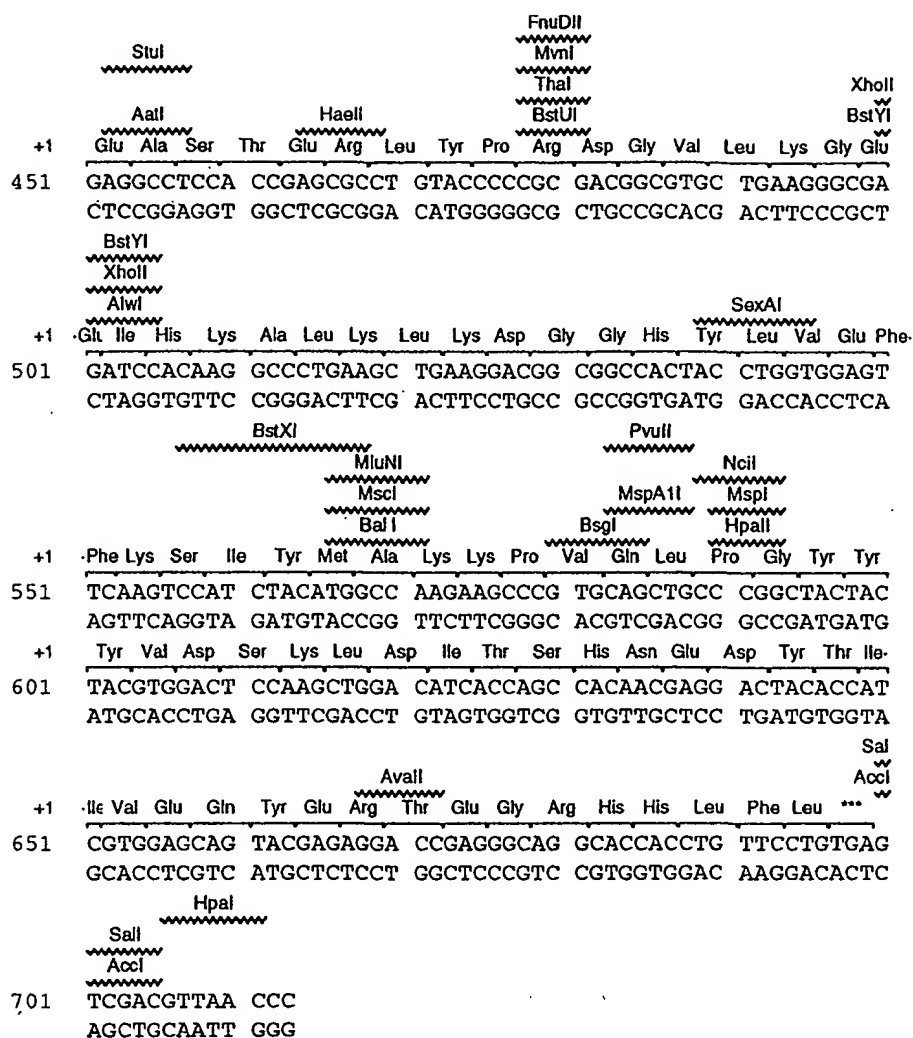 FnuDII
StuI MvnI
ThaI XhoII
AatI HaeII BstUI BstYI
+1 Glu Ala Ser Thr Glu Arg Leu Tyr Pro Arg Asp Gly Val Leu Lys Gly Glu
451 GAGGCCTCCA CCGAGCGCCT GTACCCCCGC GACGGCGTGC TGAAGGGCGA
CTCCGGAGGT GGCTCGCGGA CATGGGGGCG CTGCCGCACG ACTTCCCGCT
BstYI
XhoII
AlwI SexAI
+1 ·Glu Ile His Lys Ala Leu Lys Leu Lys Asp Gly Gly His Tyr Leu Val Glu Phe·
501 GATCCACAAG GCCCTGAAGC TGAAGGACGG CGGCCACTAC CTGGTGGAGT
CTAGGTGTTC CGGGACTTCG ACTTCCTGCC GCCGGTGATG GACCACCTCA
BstXI PvuII
MluNI NciI
MscI MspA1I MspI
Bal I BsgI HpaII
+1 ·Phe Lys Ser Ile Tyr Met Ala Lys Lys Pro Val Gln Leu Pro Gly Tyr Tyr
551 TCAAGTCCAT CTACATGGCC AAGAAGCCCG TGCAGCTGCC CGGCTACTAC
AGTTCAGGTA GATGTACCGG TTCTTCGGGC ACGTCGACGG GCCGATGATG
+1 Tyr Val Asp Ser Lys Leu Asp Ile Thr Ser His Asn Glu Asp Tyr Thr Ile·
601 TACGTGGACT CCAAGCTGGA CATCACCAGC CACAACGAGG ACTACACCAT
ATGCACCTGA GGTTCGACCT GTAGTGGTCG GTGTTGCTCC TGATGTGGTA
SalI
AvaII AccI
+1 ·Ile Val Glu Gln Tyr Glu Arg Thr Glu Gly Arg His His Leu Phe Leu ***
651 CGTGGAGCAG TACGAGAGGA CCGAGGGCAG GCACCACCTG TTCCTGTGAG
GCACCTCGTC ATGCTCTCCT GGCTCCCGTC CGTGGTGGAC AAGGACACTC
HpaI
SalI
AccI
701 TCGACGTTAA CCC
AGCTGCAATT GGG